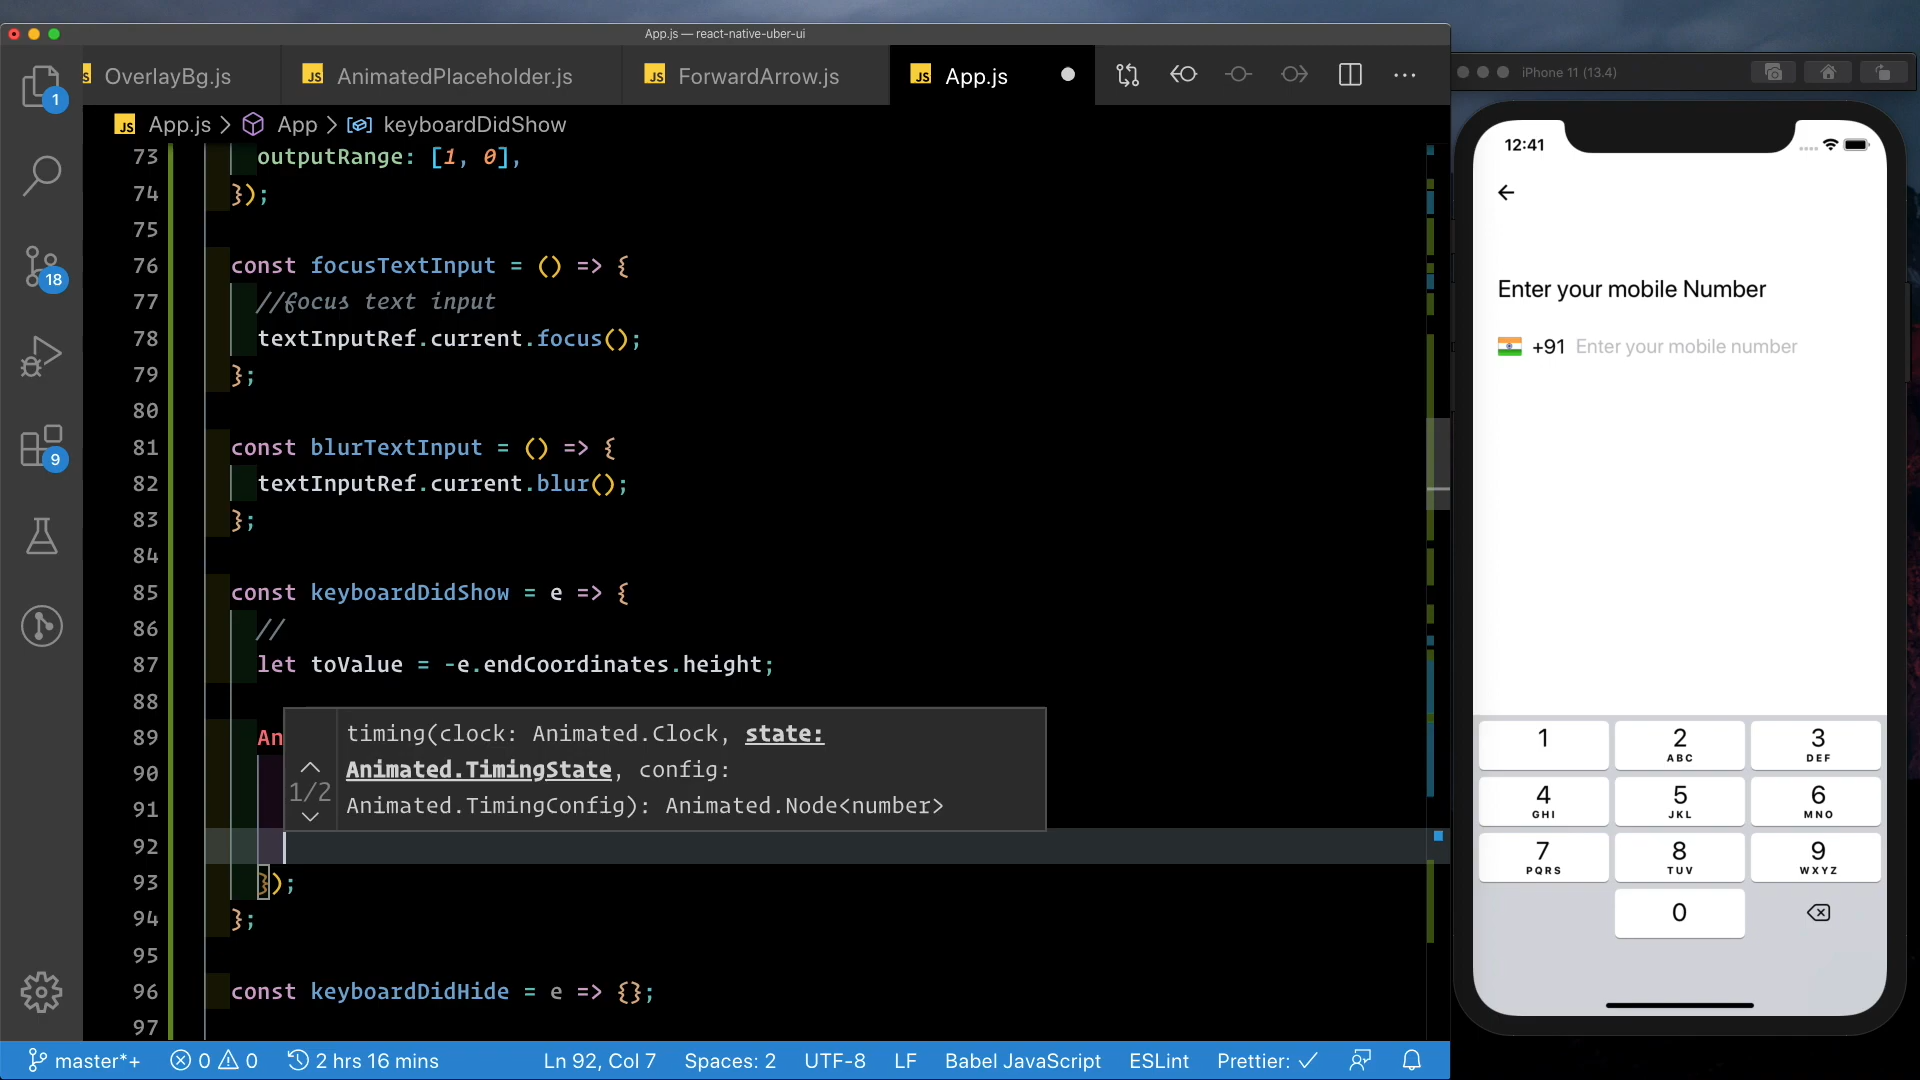 App.js — react-native-uber-ui
OverlayBg.js
JS AnimatedPlaceholder.js
JS ForwardArrow.js
JS App.js
iPhone 11 (13.4)
JS App.js > App > keyboardDidShow
73 outputRange: [1, 0],
74 });
75
76 const focusTextInput = () => {
77 //focus text input
78 textInputRef.current.focus();
79 };
80
81 const blurTextInput = () => {
82 textInputRef.current.blur();
83 };
84
85 const keyboardDidShow = e => {
86 //
87 let toValue = -e.endCoordinates.height;
88
89 An
90
91
92
93 });
94 };
95
96 const keyboardDidHide = e => {};
97
timing(clock: Animated.Clock, state:
Animated.TimingState, config:
1/2
Animated.TimingConfig): Animated.Node<number>
1
18
9
master*+
0
0
2 hrs 16 mins
Ln 92, Col 7
Spaces: 2
UTF-8
LF
Babel JavaScript
ESLint
Prettier: ✓
12:41
Enter your mobile Number
+91 Enter your mobile number
1
2
ABC
3
DEF
4
GHI
5
JKL
6
MNO
7
PQRS
8
TUV
9
WXYZ
0